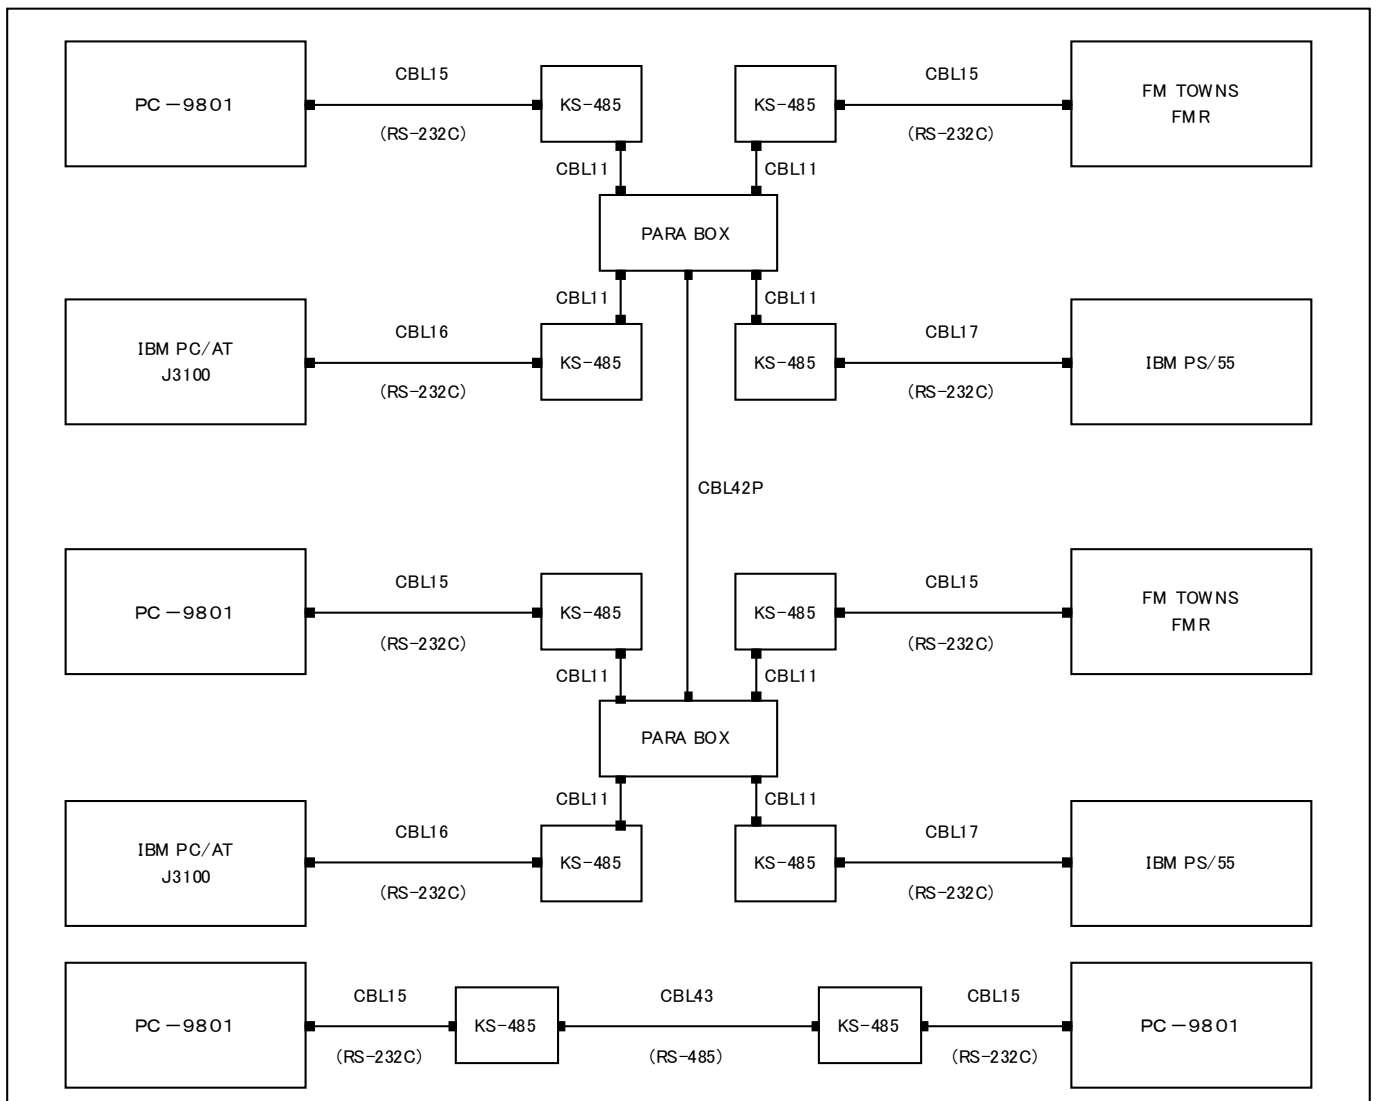 CBL15 CBL15
PC-9801 KS-485 KS-485 FM TOWNS
FMR
(RS-232C) (RS-232C)
CBL11 CBL11
PARA BOX
CBL11 CBL11
CBL16 CBL17
IBM PC/AT
J3100 KS-485 KS-485 IBM PS/55
(RS-232C) (RS-232C)
CBL42P
CBL15 CBL15
PC-9801 KS-485 KS-485 FM TOWNS
FMR
(RS-232C) (RS-232C)
CBL11 CBL11
PARA BOX
CBL11 CBL11
CBL16 CBL17
IBM PC/AT
J3100 KS-485 KS-485 IBM PS/55
(RS-232C) (RS-232C)
CBL15 CBL43 CBL15
PC-9801 KS-485 KS-485 PC-9801
(RS-232C) (RS-485) (RS-232C)